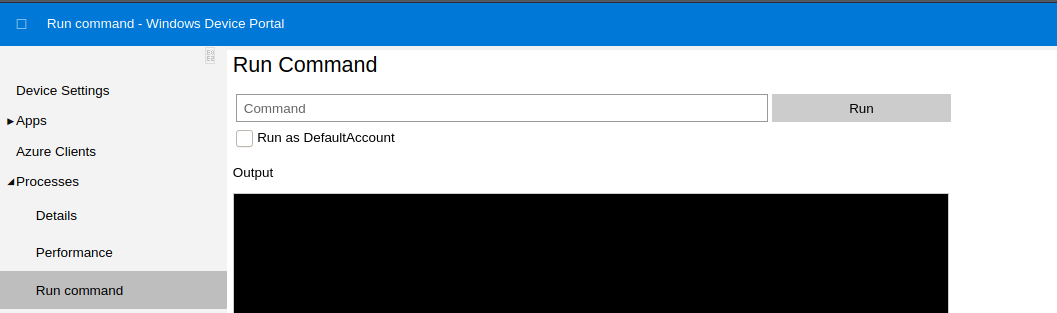 Run command - Windows Device Portal
Device Settings
Apps
Azure Clients
Processes
Details
Performance
Run command
Run Command
Command
Run
Run as DefaultAccount
Output